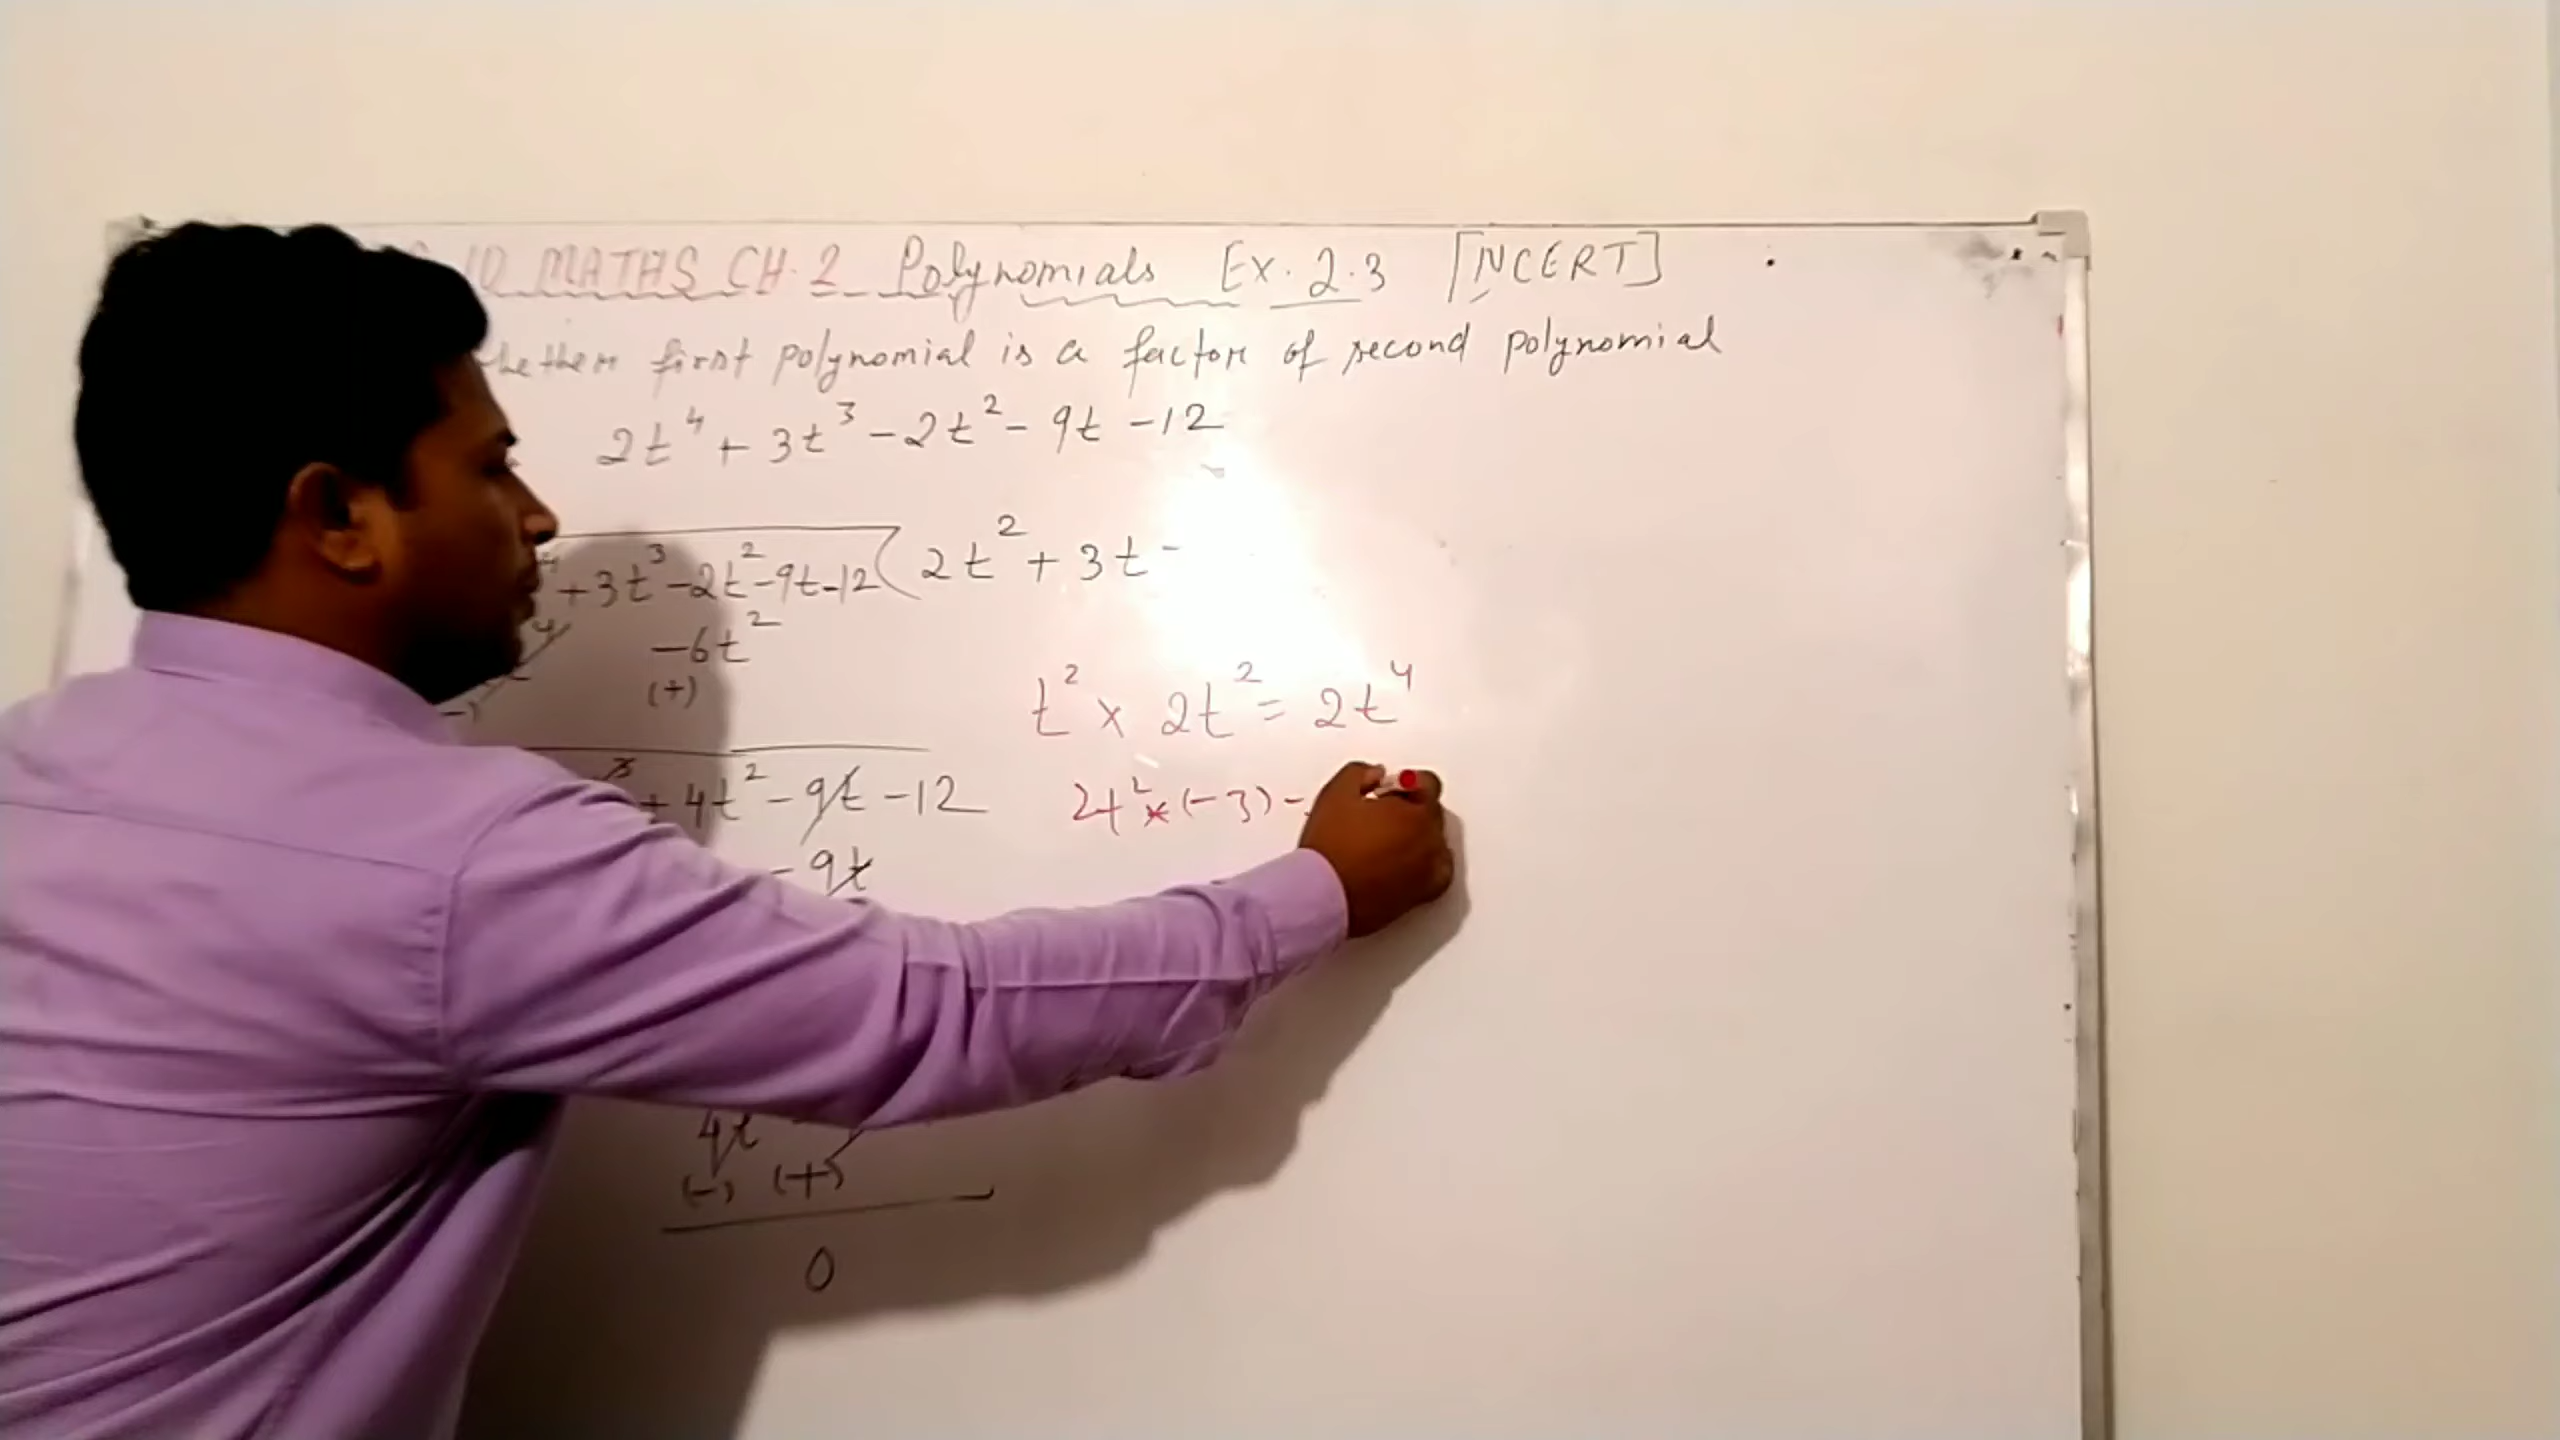 10 MATHS CH. 2 Polynomials Ex. 2.3 [NCERT]
first polynomial is a factor of second polynomial
2t⁴ + 3t³ - 2t² - 9t - 12
+ 3t³ - 2t² - 9t - 12 ( 2t² + 3t
- 6t²
(+)
t² × 2t² = 2t⁴
+ 4t² - 9t - 12
2t² × (-3)
- 9t
4t
(-) (+)
0